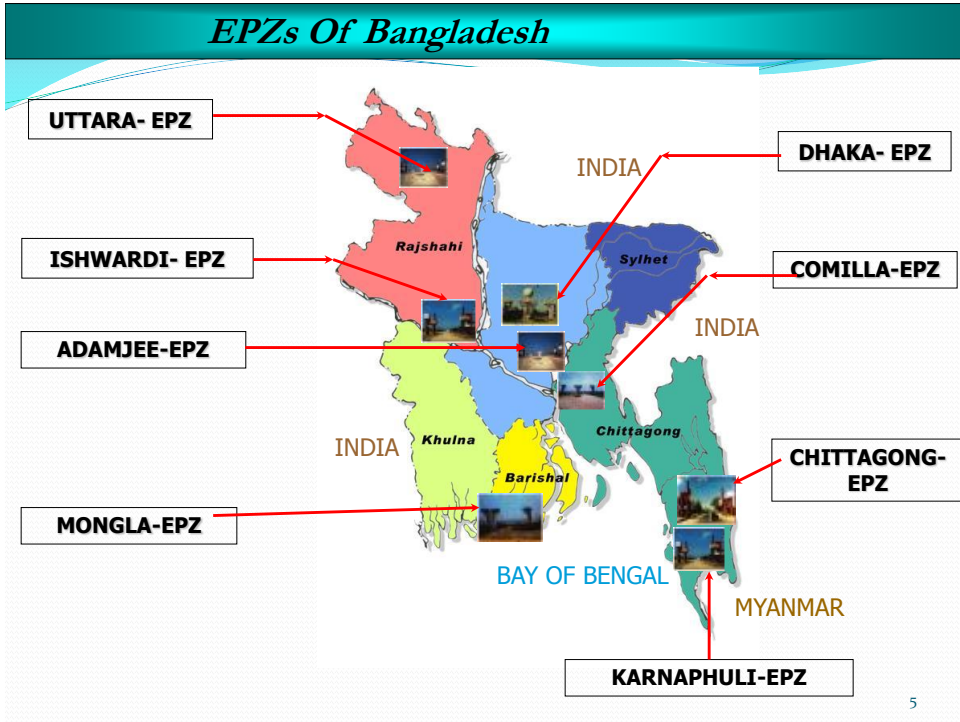 EPZs Of Bangladesh
UTTARA- EPZ
DHAKA- EPZ
INDIA
Rajshahi
Sylhet
ISHWARDI- EPZ
COMILLA-EPZ
INDIA
ADAMJEE-EPZ
Khulna
INDIA
Chittagong
CHITTAGONG-
EPZ
Barishal
MONGLA-EPZ
BAY OF BENGAL
MYANMAR
KARNAPHULI-EPZ
5